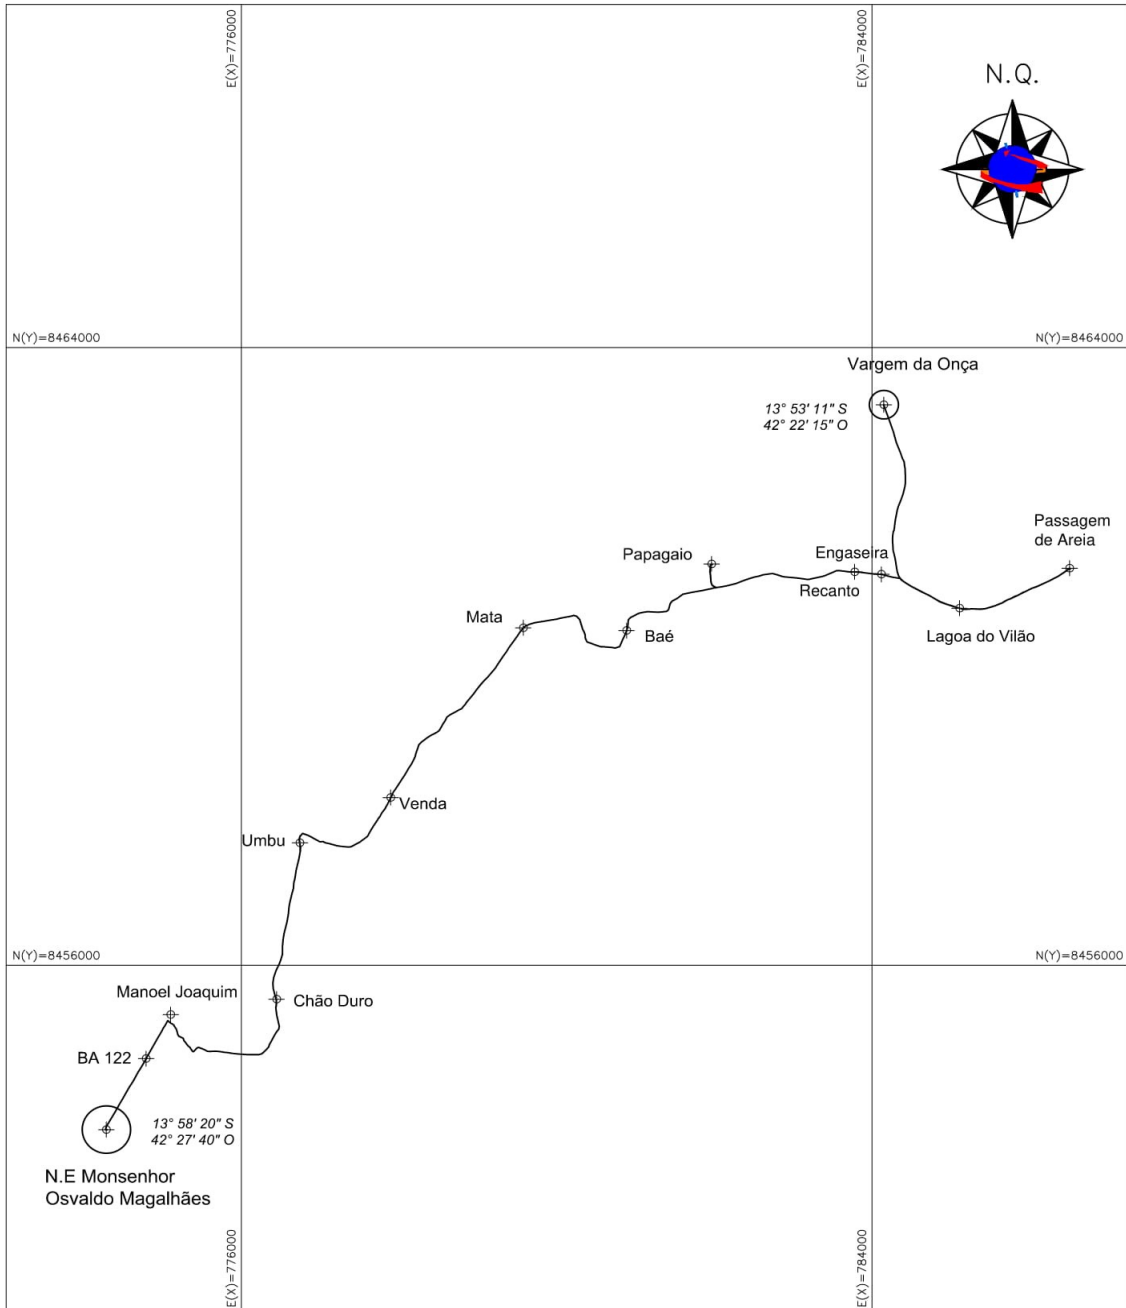 E(X)=776000
E(X)=784000
N.Q.
N(Y)=8464000
N(Y)=8464000
Vargem da Onça
13° 53' 11" S
42° 22' 15" O
Passagem
de Areia
Engaseira
Papagaio
Recanto
Mata
Baé
Lagoa do Vilão
Venda
Umbu
N(Y)=8456000
N(Y)=8456000
Manoel Joaquim
Chão Duro
BA 122
13° 58' 20" S
42° 27' 40" O
N.E Monsenhor
Osvaldo Magalhães
E(X)=776000
E(X)=784000